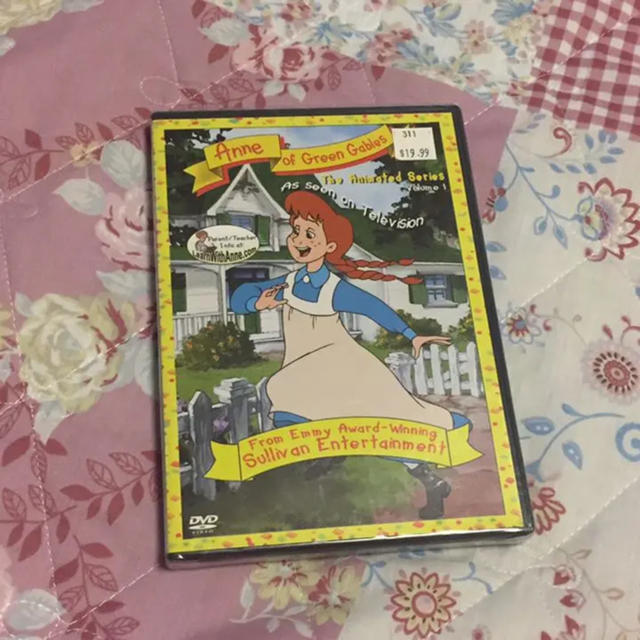 Anne of Green Gables
311
$19.99
The Animated Series
Volume 1
As Seen on Television
Parent/Teacher
Info at
LearnWithAnne.com
From Emmy Award-Winning
Sullivan Entertainment
DVD
VIDEO